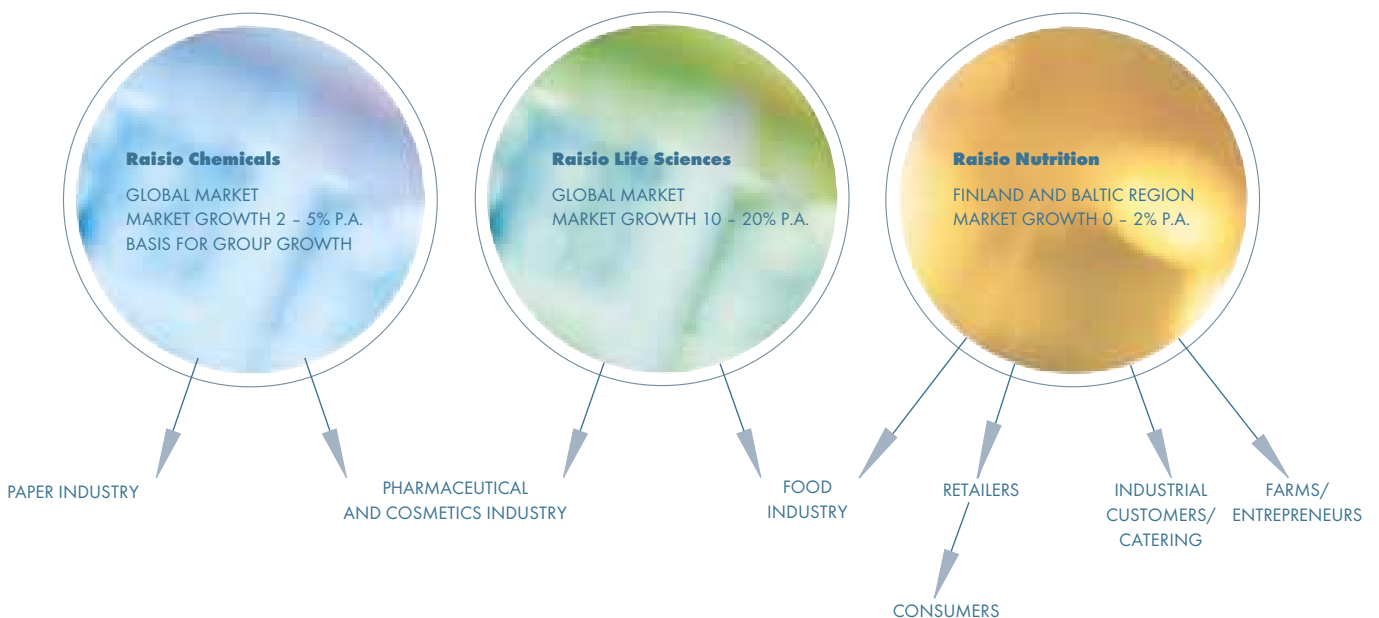 Raisio Chemicals
GLOBAL MARKET
MARKET GROWTH 2 – 5% P.A.
BASIS FOR GROUP GROWTH
Raisio Life Sciences
GLOBAL MARKET
MARKET GROWTH 10 – 20% P.A.
Raisio Nutrition
FINLAND AND BALTIC REGION
MARKET GROWTH 0 – 2% P.A.
PAPER INDUSTRY
PHARMACEUTICAL
AND COSMETICS INDUSTRY
FOOD
INDUSTRY
RETAILERS
INDUSTRIAL
CUSTOMERS/
CATERING
FARMS/
ENTREPRENEURS
CONSUMERS